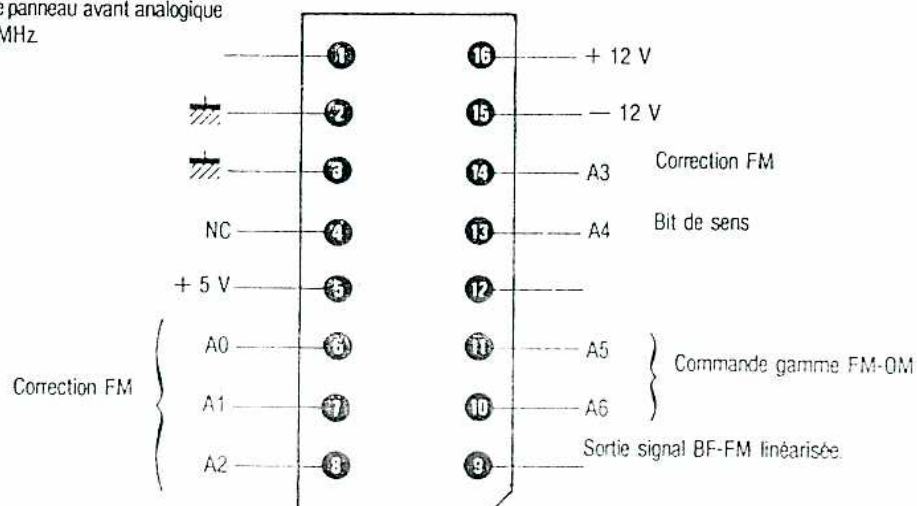 e panneau avant analogique
MHz.
1
16
+ 12 V
2
15
— 12 V
3
14
A3
Correction FM
NC
4
13
A4
Bit de sens
+ 5 V
5
12
A0
6
11
A5
Correction FM
A1
7
10
A6
Commande gamme FM-OM
A2
8
9
Sortie signal BF-FM linéarisée.